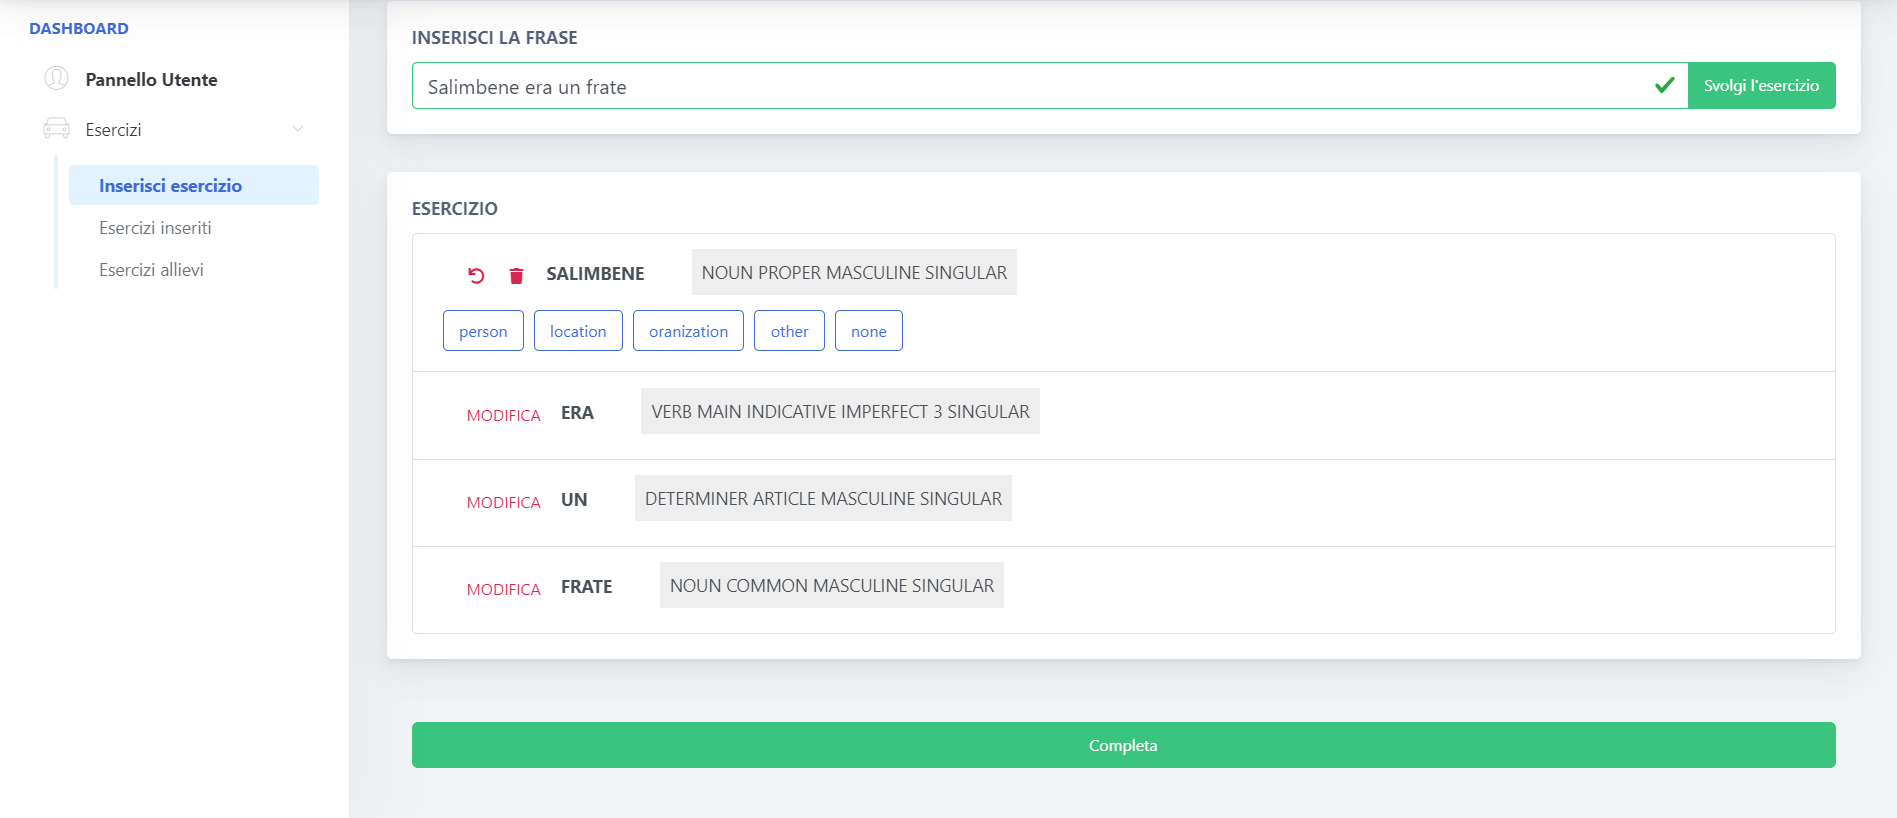 DASHBOARD
Pannello Utente
Esercizi
Inserisci esercizio
Esercizi inseriti
Esercizi allievi
INSERISCI LA FRASE
Salimbene era un frate
Svolgi l'esercizio
ESERCIZIO
SALIMBENE NOUN PROPER MASCULINE SINGULAR
person location oranization other none
MODIFICA ERA VERB MAIN INDICATIVE IMPERFECT 3 SINGULAR
MODIFICA UN DETERMINER ARTICLE MASCULINE SINGULAR
MODIFICA FRATE NOUN COMMON MASCULINE SINGULAR
Completa